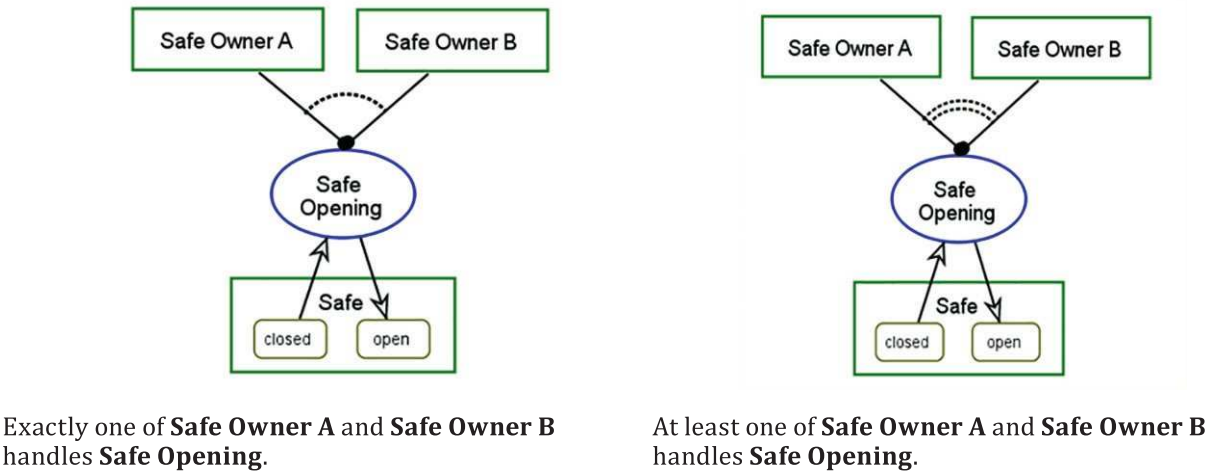 Safe Owner A
Safe Owner B
Safe
Opening
Safe
closed
open
Exactly one of Safe Owner A and Safe Owner B
handles Safe Opening.
Safe Owner A
Safe Owner B
Safe
Opening
Safe
closed
open
At least one of Safe Owner A and Safe Owner B
handles Safe Opening.